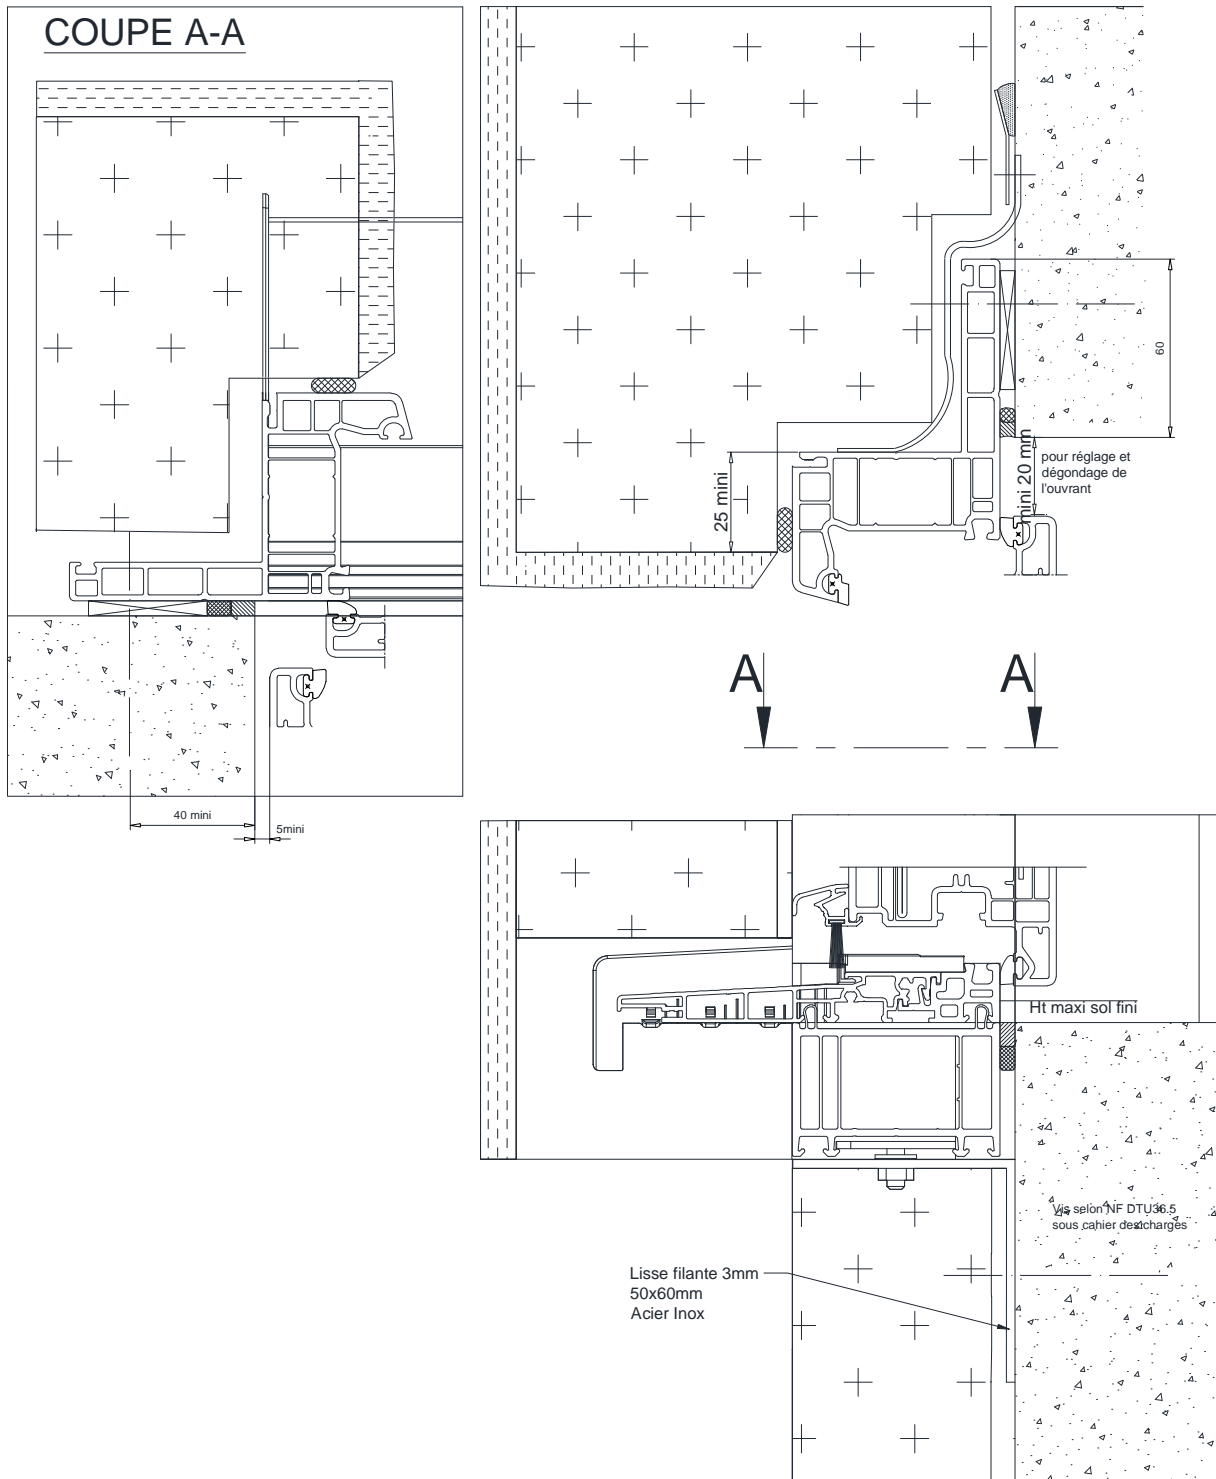 COUPE A-A
60
25 mini
mini 20 mm
pour réglage et
dégondage de
l'ouvrant
A
A
40 mini
5mini
Ht maxi sol fini
Vis selon NF DTU36.5
sous cahier des charges
Lisse filante 3mm
50x60mm
Acier Inox